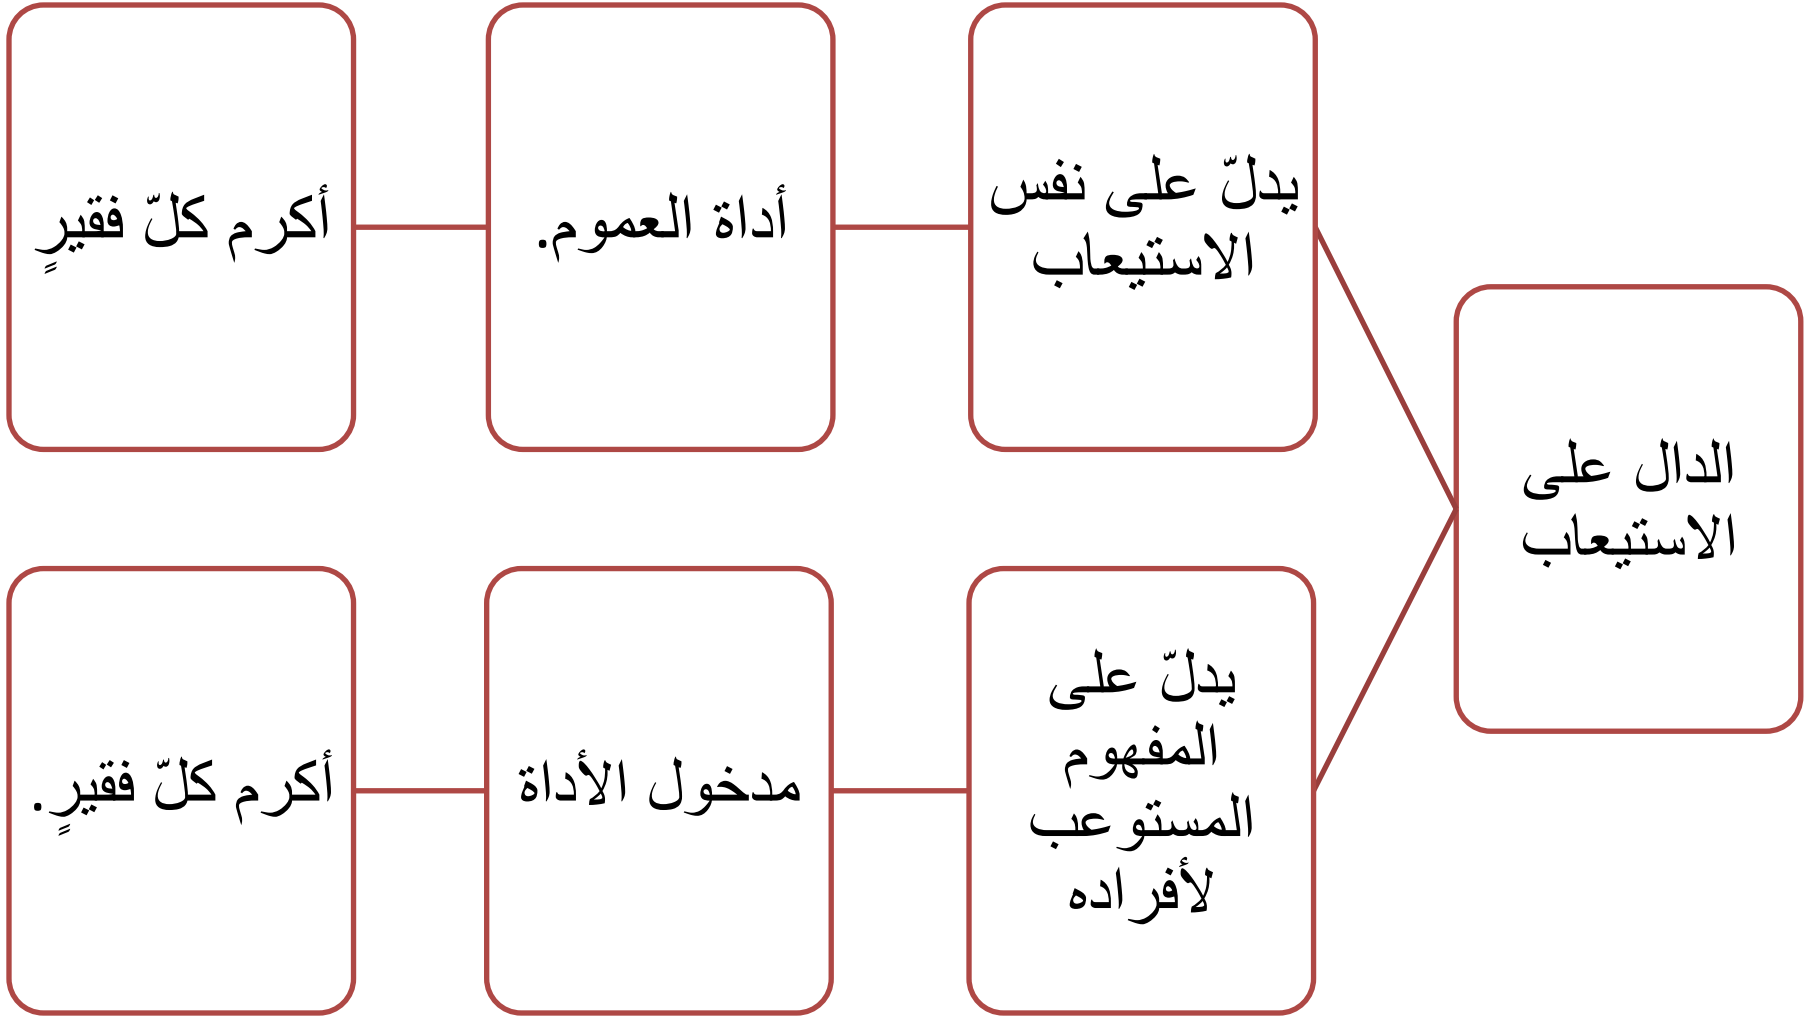 الدال على
الاستيعاب
يدلّ على نفس
الاستيعاب
أداة العموم.
أكرم كلّ فقيرٍ
يدلّ على
المفهوم
المستوعب
لأفراده
مدخول الأداة
أكرم كلّ فقيرٍ.